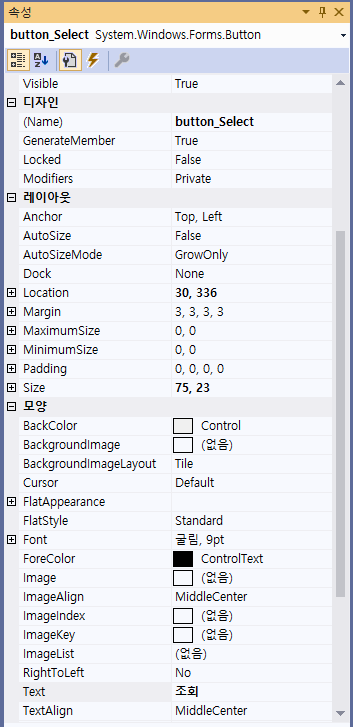 속성
button_Select System.Windows.Forms.Button
Visible True
디자인
(Name) button_Select
GenerateMember True
Locked False
Modifiers Private
레이아웃
Anchor Top, Left
AutoSize False
AutoSizeMode GrowOnly
Dock None
Location 30, 336
Margin 3, 3, 3, 3
MaximumSize 0, 0
MinimumSize 0, 0
Padding 0, 0, 0, 0
Size 75, 23
모양
BackColor Control
BackgroundImage (없음)
BackgroundImageLayout Tile
Cursor Default
FlatAppearance
FlatStyle Standard
Font 굴림, 9pt
ForeColor ControlText
Image (없음)
ImageAlign MiddleCenter
ImageIndex (없음)
ImageKey (없음)
ImageList (없음)
RightToLeft No
Text 조회
TextAlign MiddleCenter